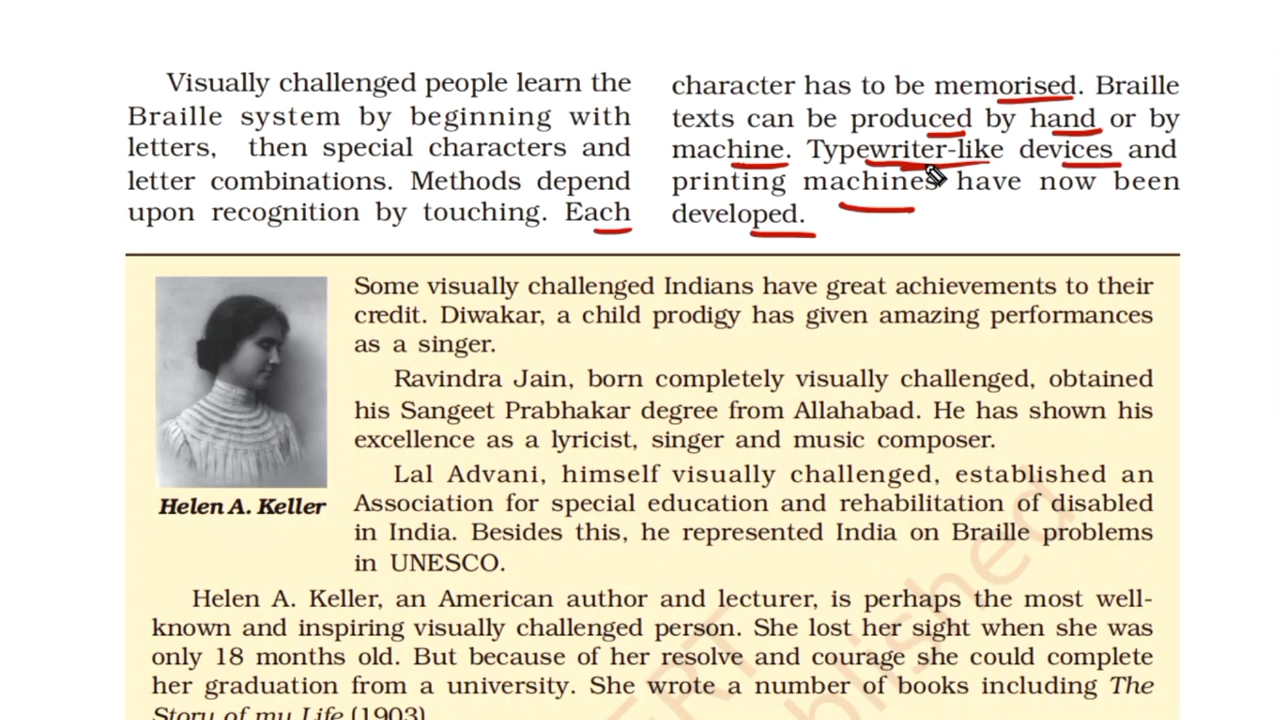 Visually challenged people learn the
Braille system by beginning with
letters, then special characters and
letter combinations. Methods depend
upon recognition by touching. Each
character has to be memorised. Braille
texts can be produced by hand or by
machine. Typewriter-like devices and
printing machines have now been
developed.
Helen A. Keller
Some visually challenged Indians have great achievements to their
credit. Diwakar, a child prodigy has given amazing performances
as a singer.
Ravindra Jain, born completely visually challenged, obtained
his Sangeet Prabhakar degree from Allahabad. He has shown his
excellence as a lyricist, singer and music composer.
Lal Advani, himself visually challenged, established an
Association for special education and rehabilitation of disabled
in India. Besides this, he represented India on Braille problems
in UNESCO.
Helen A. Keller, an American author and lecturer, is perhaps the most well-
known and inspiring visually challenged person. She lost her sight when she was
only 18 months old. But because of her resolve and courage she could complete
her graduation from a university. She wrote a number of books including The
Story of my Life (1903)